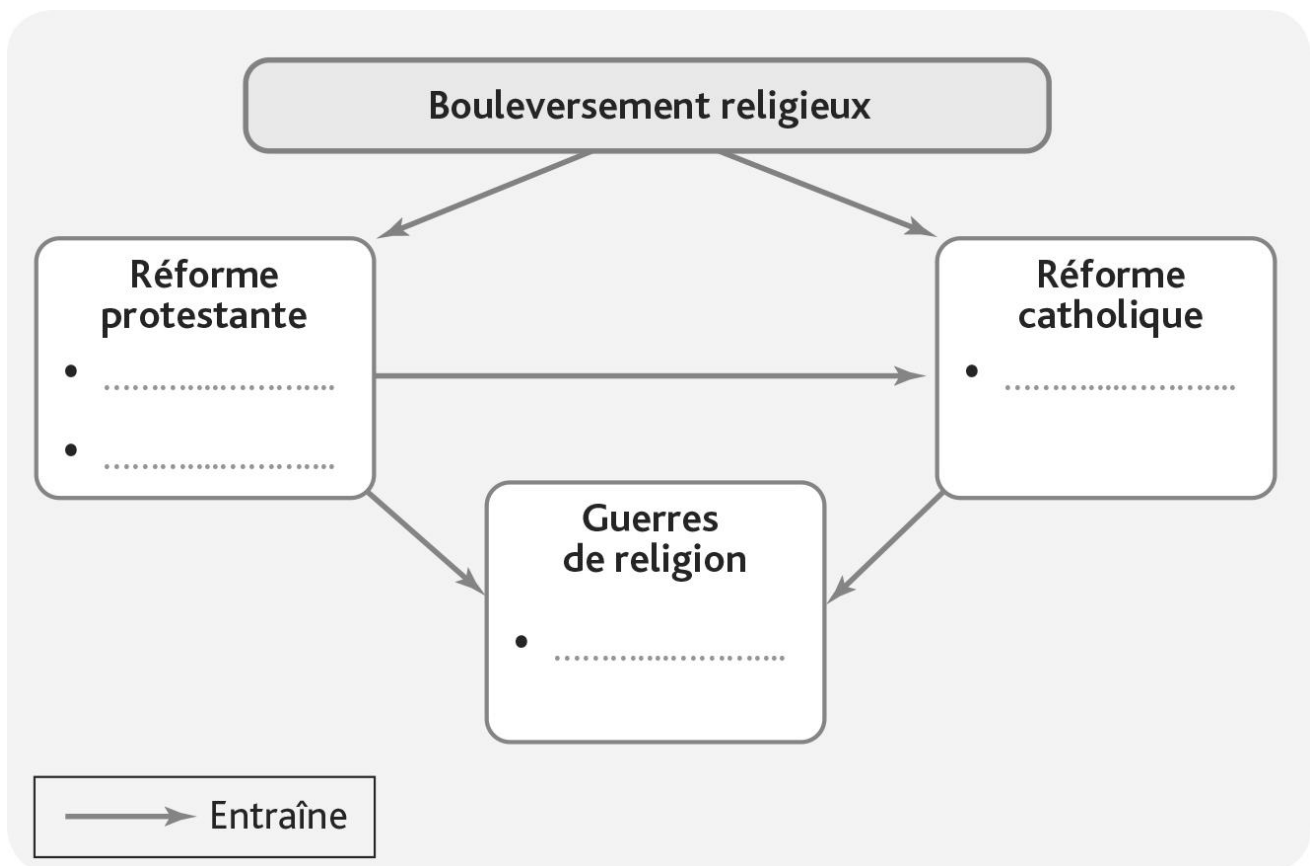 Bouleversement religieux
Réforme
protestante
• ..............................
• ..............................
Réforme
catholique
• ..............................
Guerres
de religion
• ..............................
Entraîne